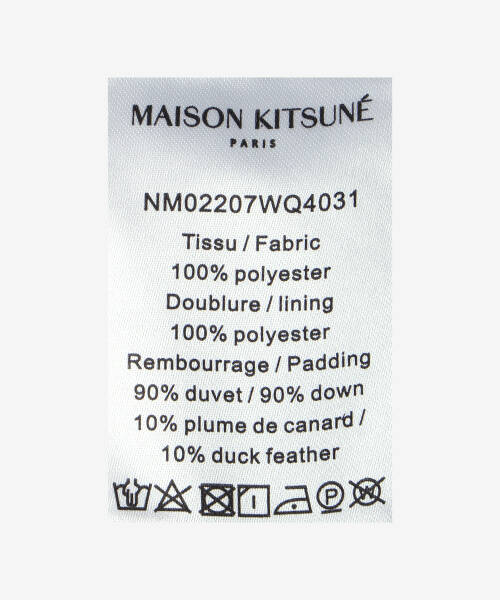 MAISON KITSUNÉ
PARIS
NM02207WQ4031
Tissu / Fabric
100% polyester
Doublure / lining
100% polyester
Rembourrage / Padding
90% duvet / 90% down
10% plume de canard /
10% duck feather
P
W